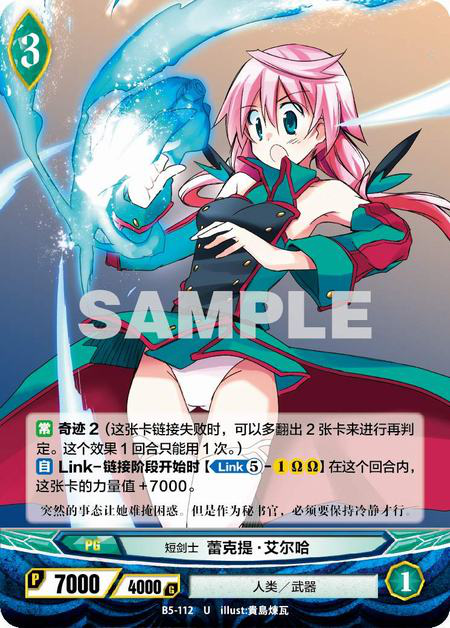 3
SAMPLE
常 奇迹 2（这张卡链接失败时，可以多翻出 2 张卡来进行再判
定。这个效果 1 回合只能用 1 次。）
自 Link－链接阶段开始时【Link 5－1 Ω Ω】在这个回合内，
这张卡的力量值 +7000。
突然的事态让她难掩困惑。但是作为秘书官，必须要保持冷静才行。
PG
短剑士 蕾克提·艾尔哈
P 7000 / 4000 G
人类／武器
1
B5-112 U illust:貴島煉瓦